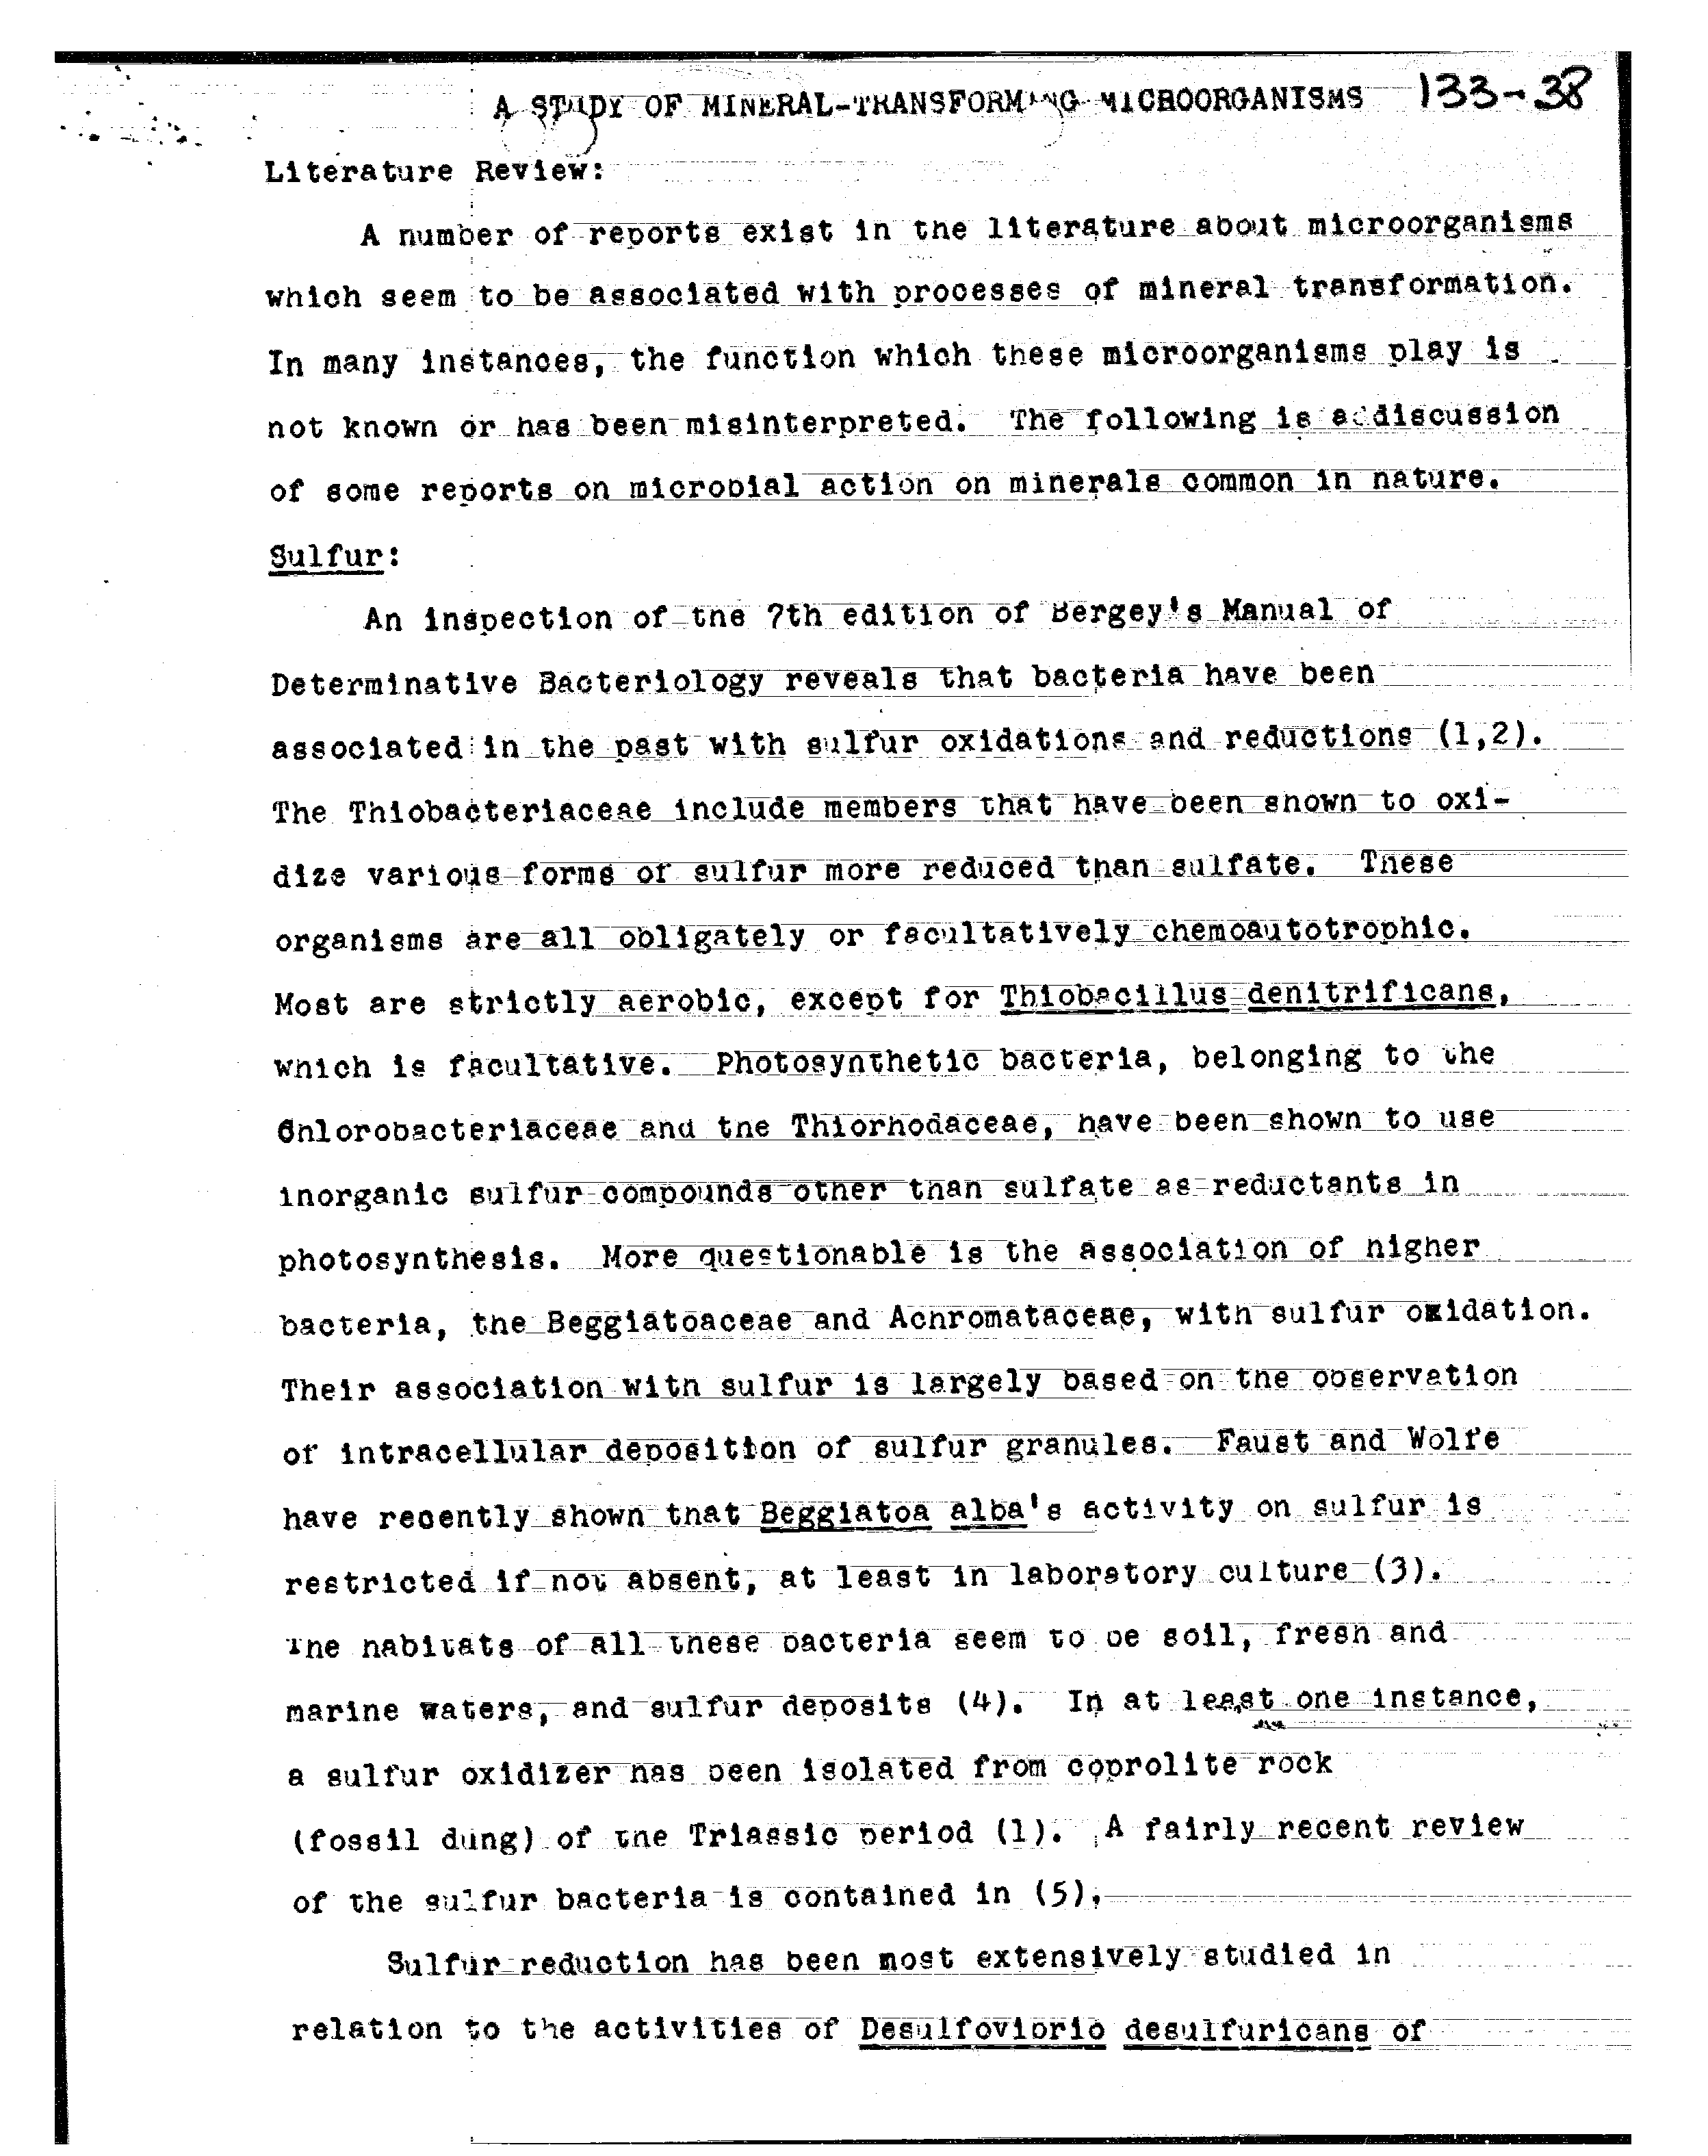 A STUDY OF MINERAL-TRANSFORMING MICROORGANISMS 133-38
Literature Review:
A number of reports exist in the literature about microorganisms
which seem to be associated with processes of mineral transformation.
In many instances, the function which these microorganisms play is
not known or has been misinterpreted. The following is a discussion
of some reports on microbial action on minerals common in nature.
Sulfur:
An inspection of the 7th edition of Bergey's Manual of
Determinative Bacteriology reveals that bacteria have been
associated in the past with sulfur oxidations and reductions (1,2).
The Thiobacteriaceae include members that have been shown to oxi-
dize various forms of sulfur more reduced than sulfate. These
organisms are all obligately or facultatively chemoautotrophic.
Most are strictly aerobic, except for Thiobacillus denitrificans,
which is facultative. Photosynthetic bacteria, belonging to the
Chlorobacteriaceae and the Thiorhodaceae, have been shown to use
inorganic sulfur compounds other than sulfate as reductants in
photosynthesis. More questionable is the association of higher
bacteria, the Beggiatoaceae and Achromataceae, with sulfur oxidation.
Their association with sulfur is largely based on the observation
of intracellular deposition of sulfur granules. Faust and Wolfe
have recently shown that Beggiatoa alba's activity on sulfur is
restricted if not absent, at least in laboratory culture (3).
The habitats of all these bacteria seem to be soil, fresh and
marine waters, and sulfur deposits (4). In at least one instance,
a sulfur oxidizer has been isolated from coprolite rock
(fossil dung) of the Triassic period (1). A fairly recent review
of the sulfur bacteria is contained in (5).
Sulfur reduction has been most extensively studied in
relation to the activities of Desulfovibrio desulfuricans of